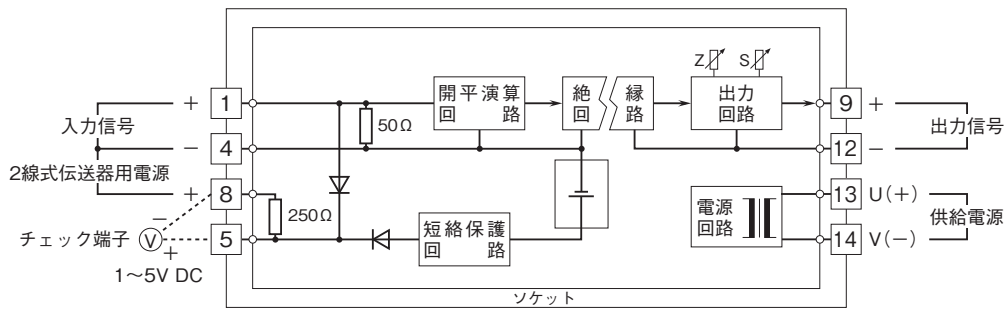 Z S
＋ 1 開平演算回路 絶縁回路 出力回路 9 ＋
入力信号 50Ω 出力信号
－ 4 12 －
2線式伝送器用電源
＋ 8 13 U(＋)
－ 250Ω 電源回路 供給電源
チェック端子 V 5 短絡保護回路 14 V(－)
＋
1～5V DC
ソケット